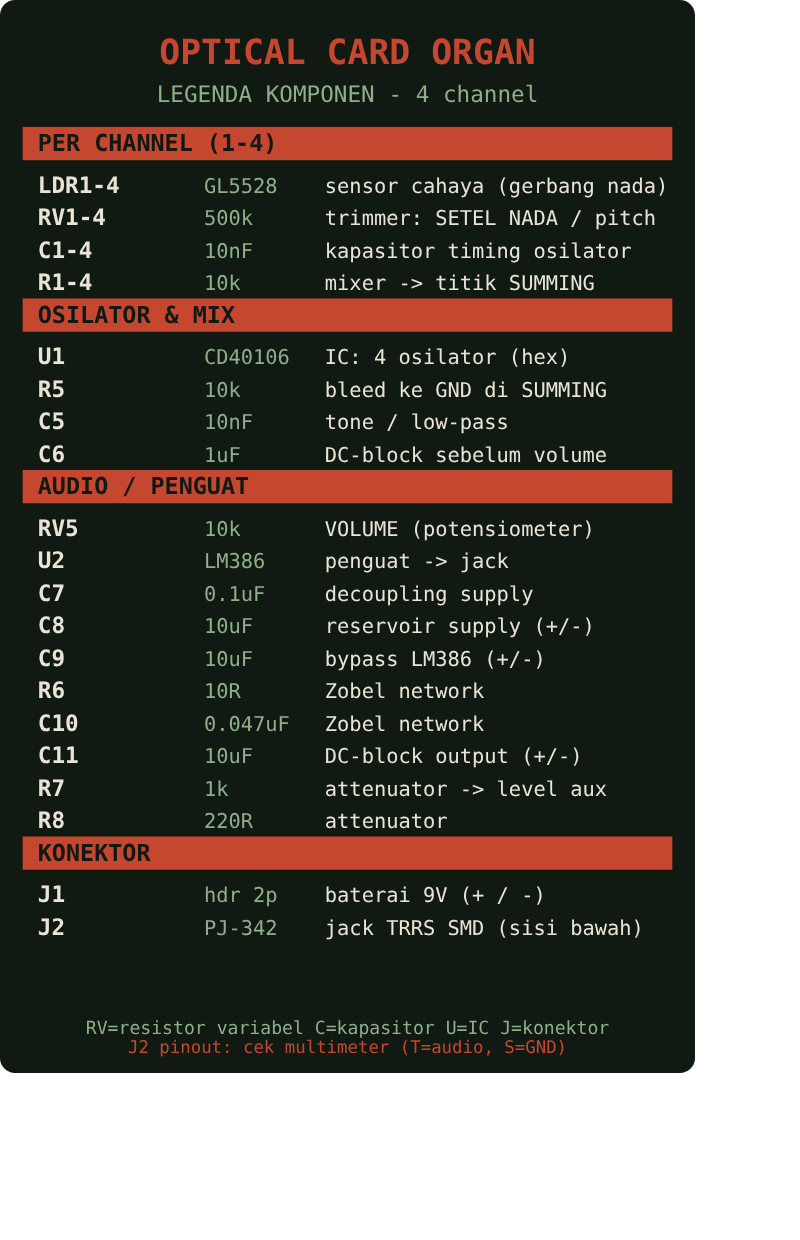 OPTICAL CARD ORGAN
LEGENDA KOMPONEN - 4 channel
PER CHANNEL (1-4)
LDR1-4 GL5528 sensor cahaya (gerbang nada)
RV1-4 500k trimmer: SETEL NADA / pitch
C1-4 10nF kapasitor timing osilator
R1-4 10k mixer -> titik SUMMING
OSILATOR & MIX
U1 CD40106 IC: 4 osilator (hex)
R5 10k bleed ke GND di SUMMING
C5 10nF tone / low-pass
C6 1uF DC-block sebelum volume
AUDIO / PENGUAT
RV5 10k VOLUME (potensiometer)
U2 LM386 penguat -> jack
C7 0.1uF decoupling supply
C8 10uF reservoir supply (+/-)
C9 10uF bypass LM386 (+/-)
R6 10R Zobel network
C10 0.047uF Zobel network
C11 10uF DC-block output (+/-)
R7 1k attenuator -> level aux
R8 220R attenuator
KONEKTOR
J1 hdr 2p baterai 9V (+ / -)
J2 PJ-342 jack TRRS SMD (sisi bawah)
RV=resistor variabel C=kapasitor U=IC J=konektor
J2 pinout: cek multimeter (T=audio, S=GND)